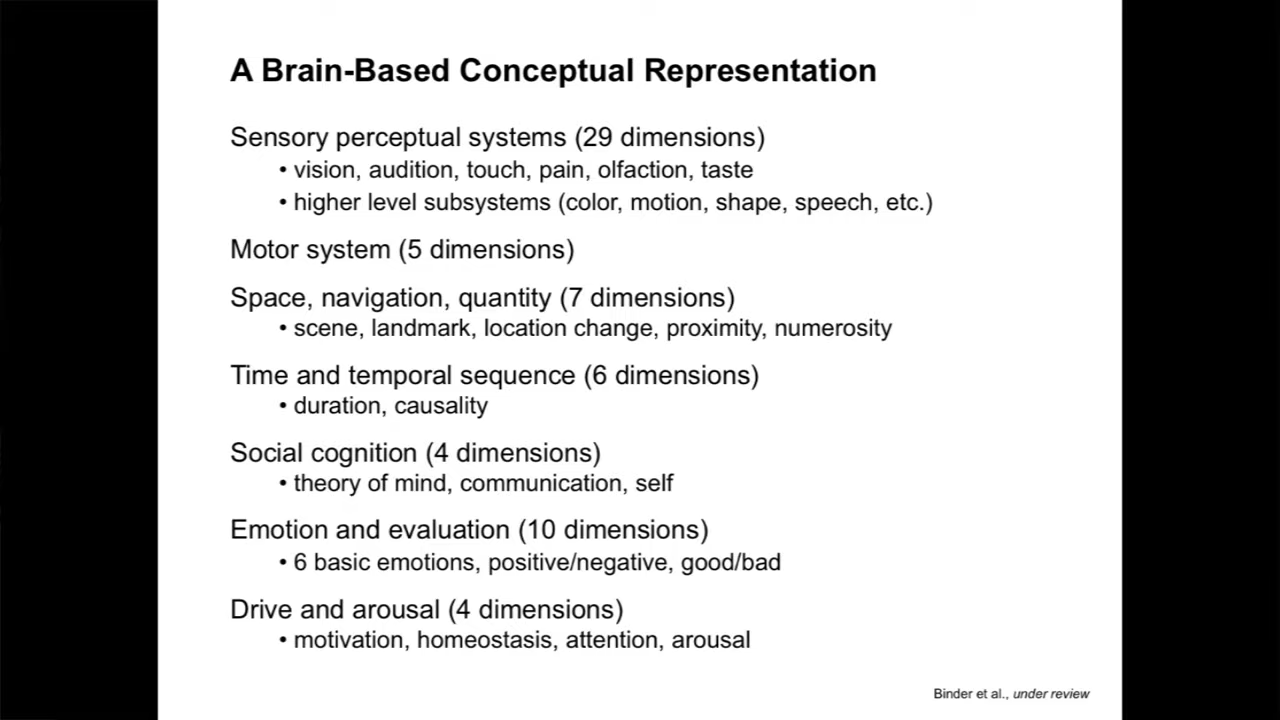 A Brain-Based Conceptual Representation
Sensory perceptual systems (29 dimensions)
• vision, audition, touch, pain, olfaction, taste
• higher level subsystems (color, motion, shape, speech, etc.)
Motor system (5 dimensions)
Space, navigation, quantity (7 dimensions)
• scene, landmark, location change, proximity, numerosity
Time and temporal sequence (6 dimensions)
• duration, causality
Social cognition (4 dimensions)
• theory of mind, communication, self
Emotion and evaluation (10 dimensions)
• 6 basic emotions, positive/negative, good/bad
Drive and arousal (4 dimensions)
• motivation, homeostasis, attention, arousal
Binder et al., under review